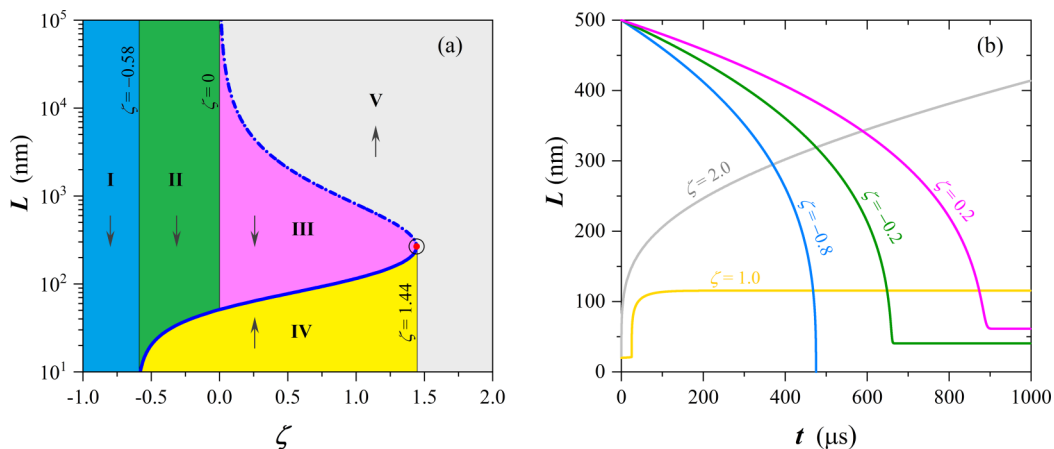 (a)
10^5
10^4
10^3
10^2
10^1
L (nm)
ζ = −0.58
ζ = 0
ζ = 1.44
I
II
III
IV
V
-1.0 -0.5 0.0 0.5 1.0 1.5 2.0
ζ
(b)
500
400
300
200
100
0
L (nm)
ζ = 2.0
ζ = −0.8
ζ = −0.2
ζ = 0.2
ζ = 1.0
0 200 400 600 800 1000
t (μs)